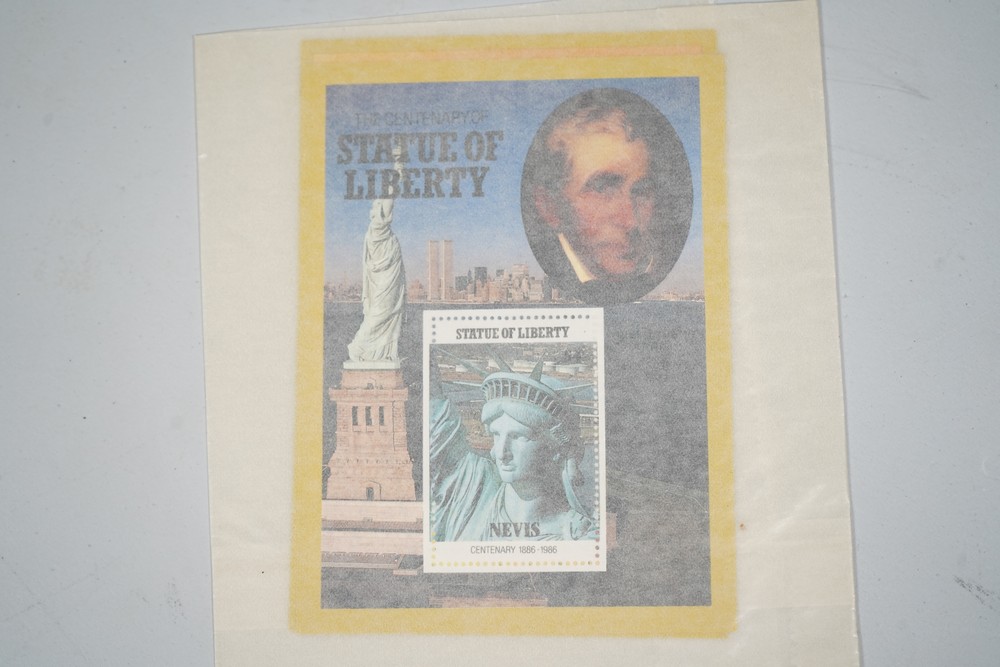 THE CENTENARY OF
STATUE OF
LIBERTY
STATUE OF LIBERTY
NEVIS
CENTENARY 1886-1986